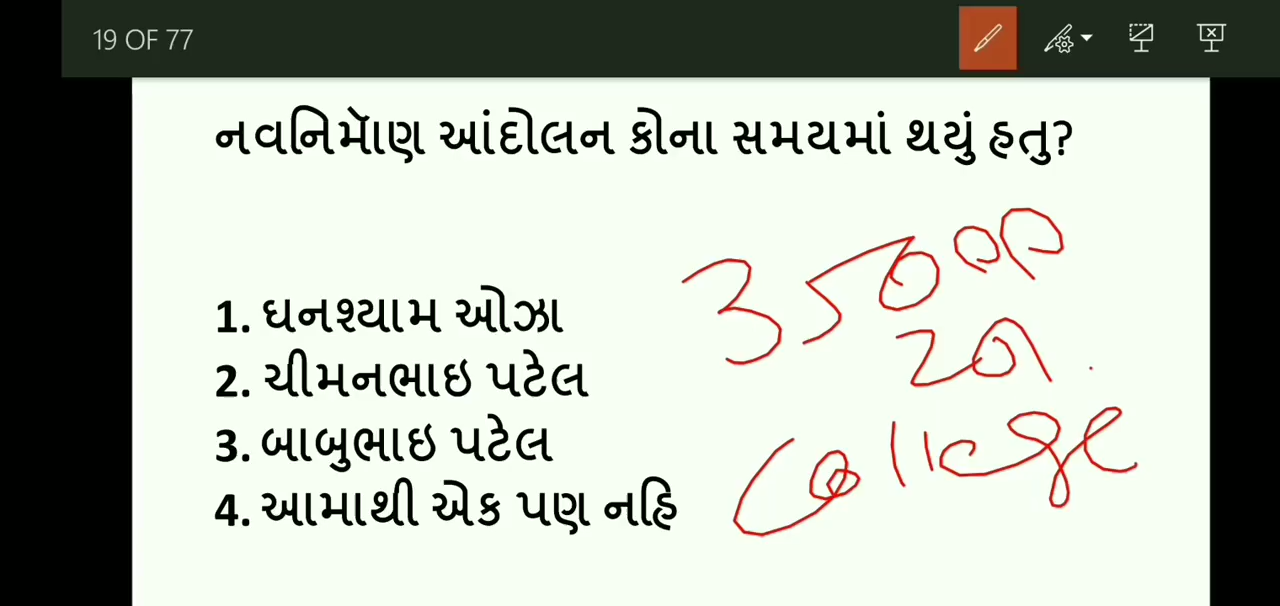 19 OF 77
નવનિર્માણ આંદોલન કોના સમયમાં થયું હતુ?
35000
20
1. ઘનશ્યામ ઓઝા
2. ચીમનભાઇ પટેલ
3. બાબુભાઇ પટેલ
4. આમાથી એક પણ નહિ
College